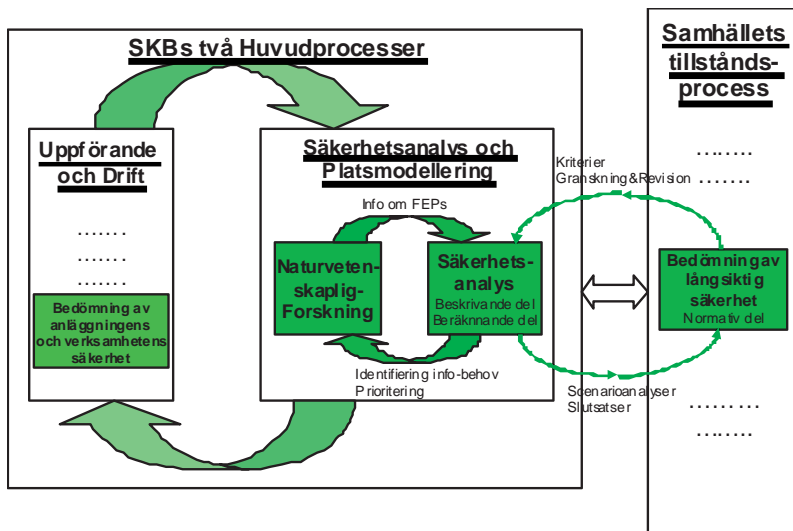 SKBs två Huvudprocesser
Uppförande
och Drift
.......
.......
.......
Bedömning av
anläggningens
och verksamhetens
säkerhet
Säkerhetsanalys och
Platsmodellering
Info om FEPs
Naturveten-
skaplig-
Forskning
Säkerhets-
analys
Beskrivande del
Beräknnande del
Identifiering info-behov
Prioritering
Kriterier
Granskning&Revision
Scenarioanalyser
Slutsatser
Samhällets
tillstånds-
process
........
.......
Bedömning av
långsiktig
säkerhet
Normativ del
.........
........